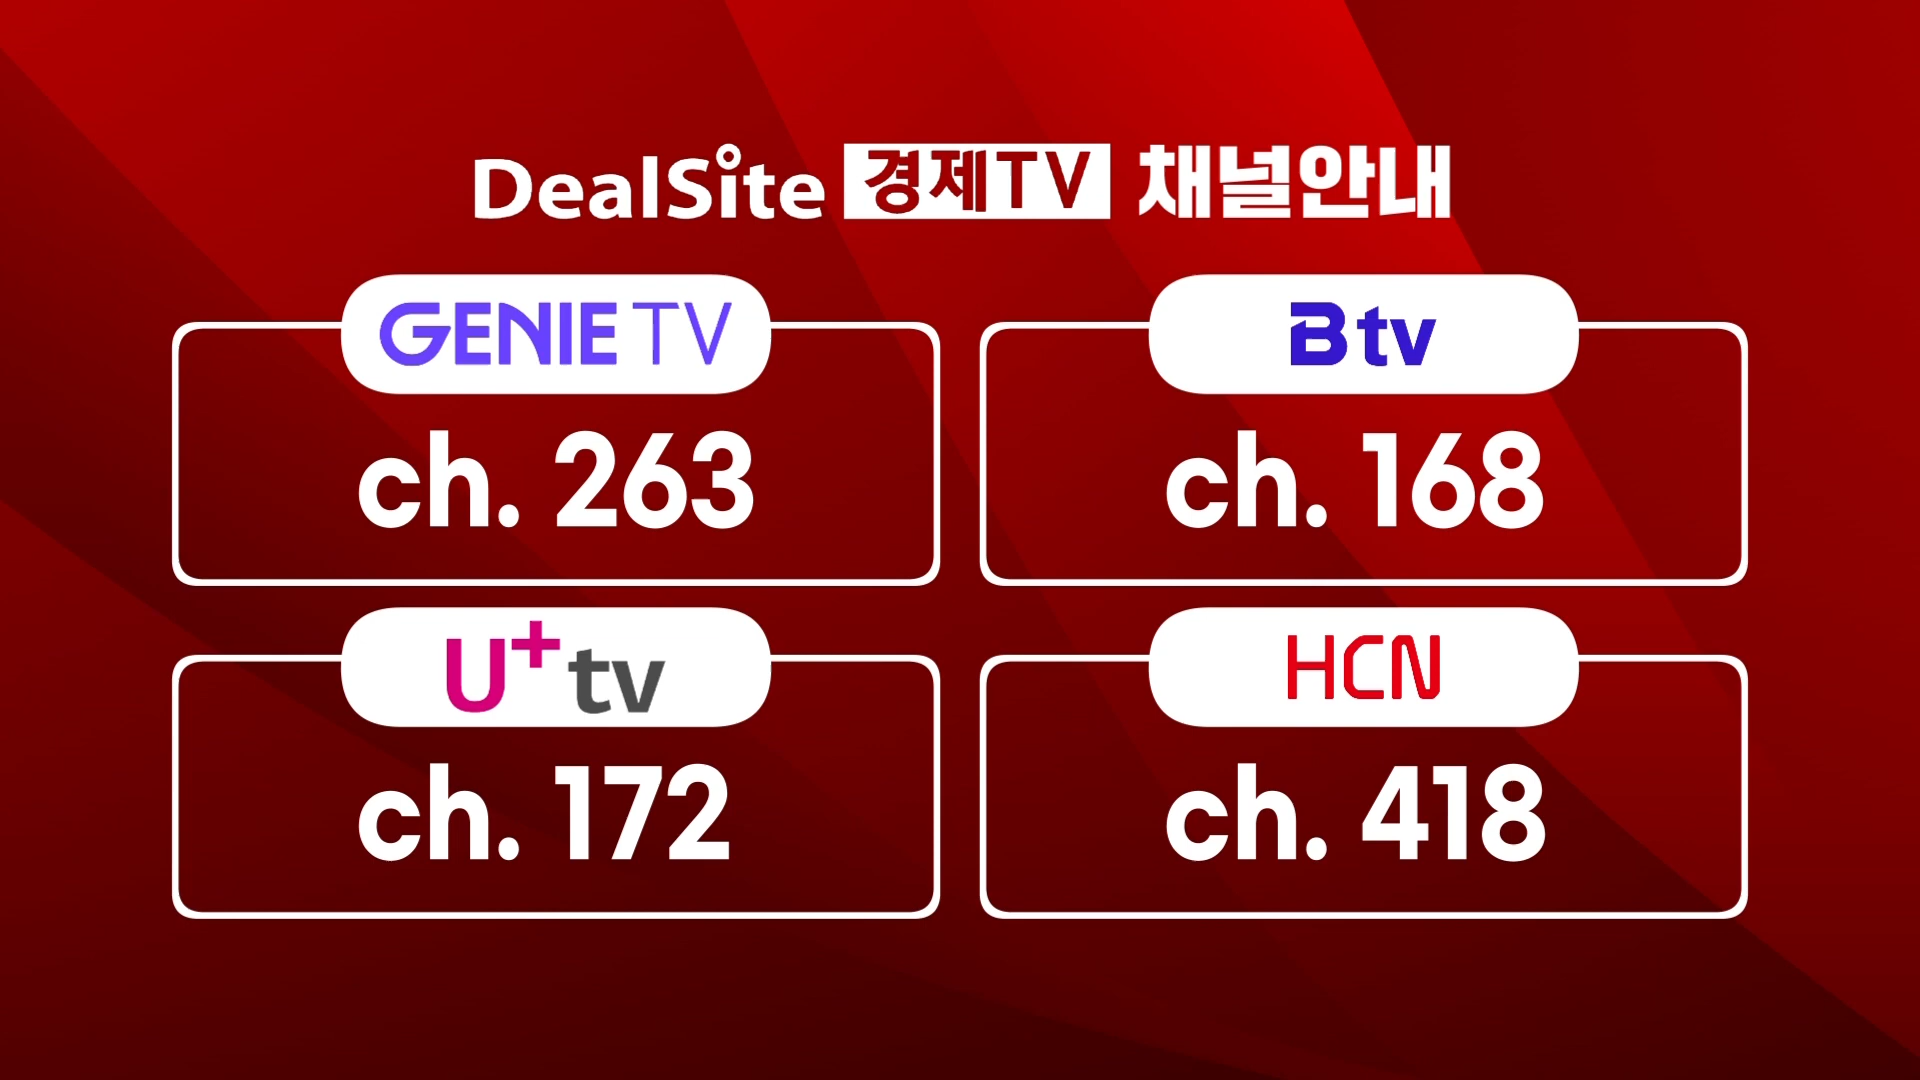 DealSite 경제TV 채널안내
GENIE TV
B tv
ch. 263
ch. 168
U+ tv
HCN
ch. 172
ch. 418